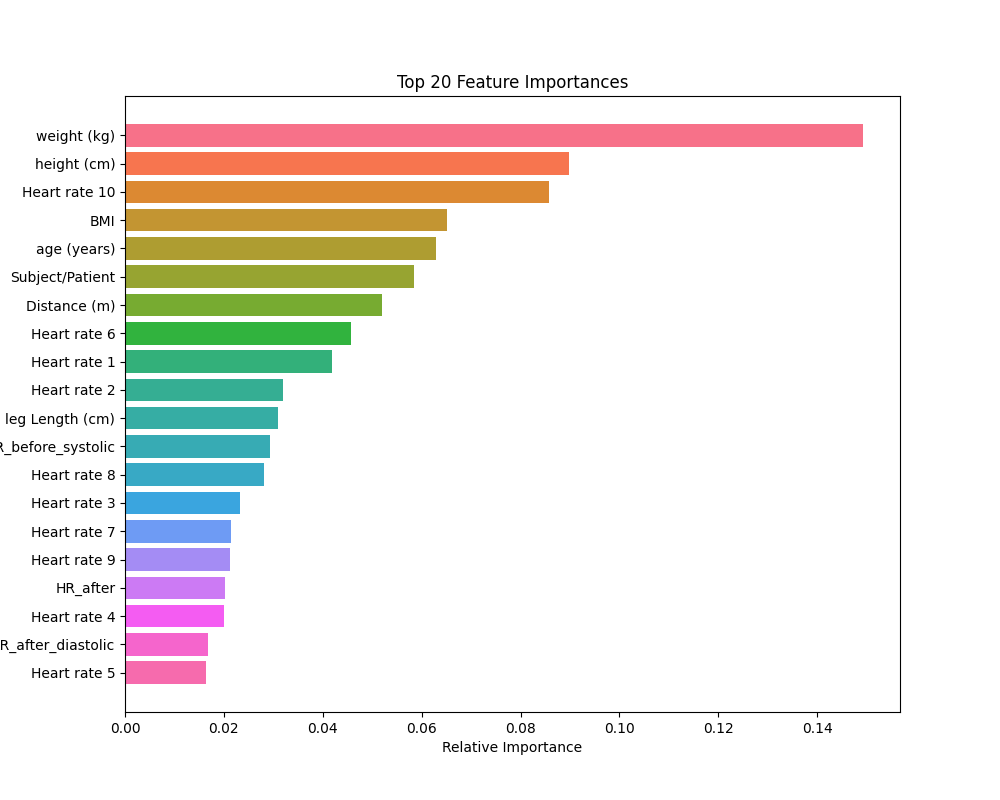 Top 20 Feature Importances
weight (kg)
height (cm)
Heart rate 10
BMI
age (years)
Subject/Patient
Distance (m)
Heart rate 6
Heart rate 1
Heart rate 2
leg Length (cm)
R_before_systolic
Heart rate 8
Heart rate 3
Heart rate 7
Heart rate 9
HR_after
Heart rate 4
R_after_diastolic
Heart rate 5
0.00 0.02 0.04 0.06 0.08 0.10 0.12 0.14
Relative Importance